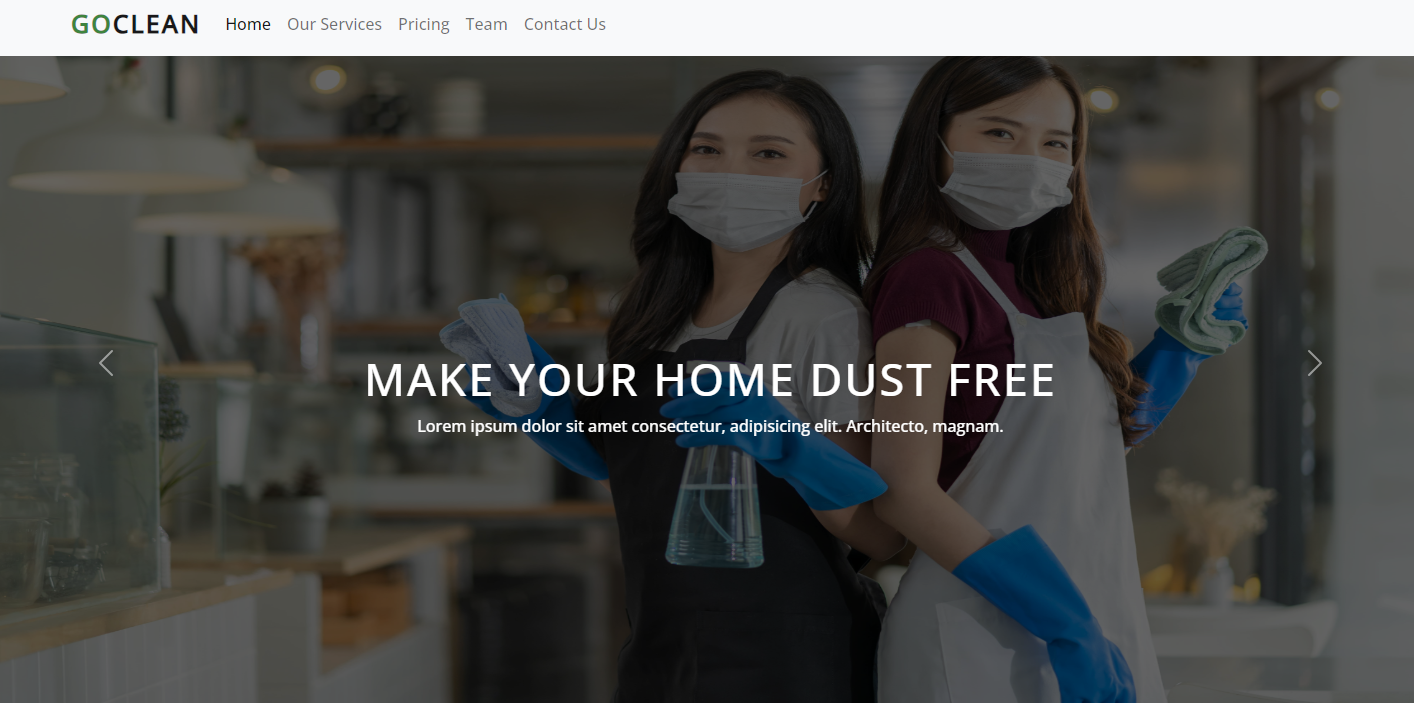 GOCLEAN Home Our Services Pricing Team Contact Us
MAKE YOUR HOME DUST FREE
Lorem ipsum dolor sit amet consectetur, adipisicing elit. Architecto, magnam.